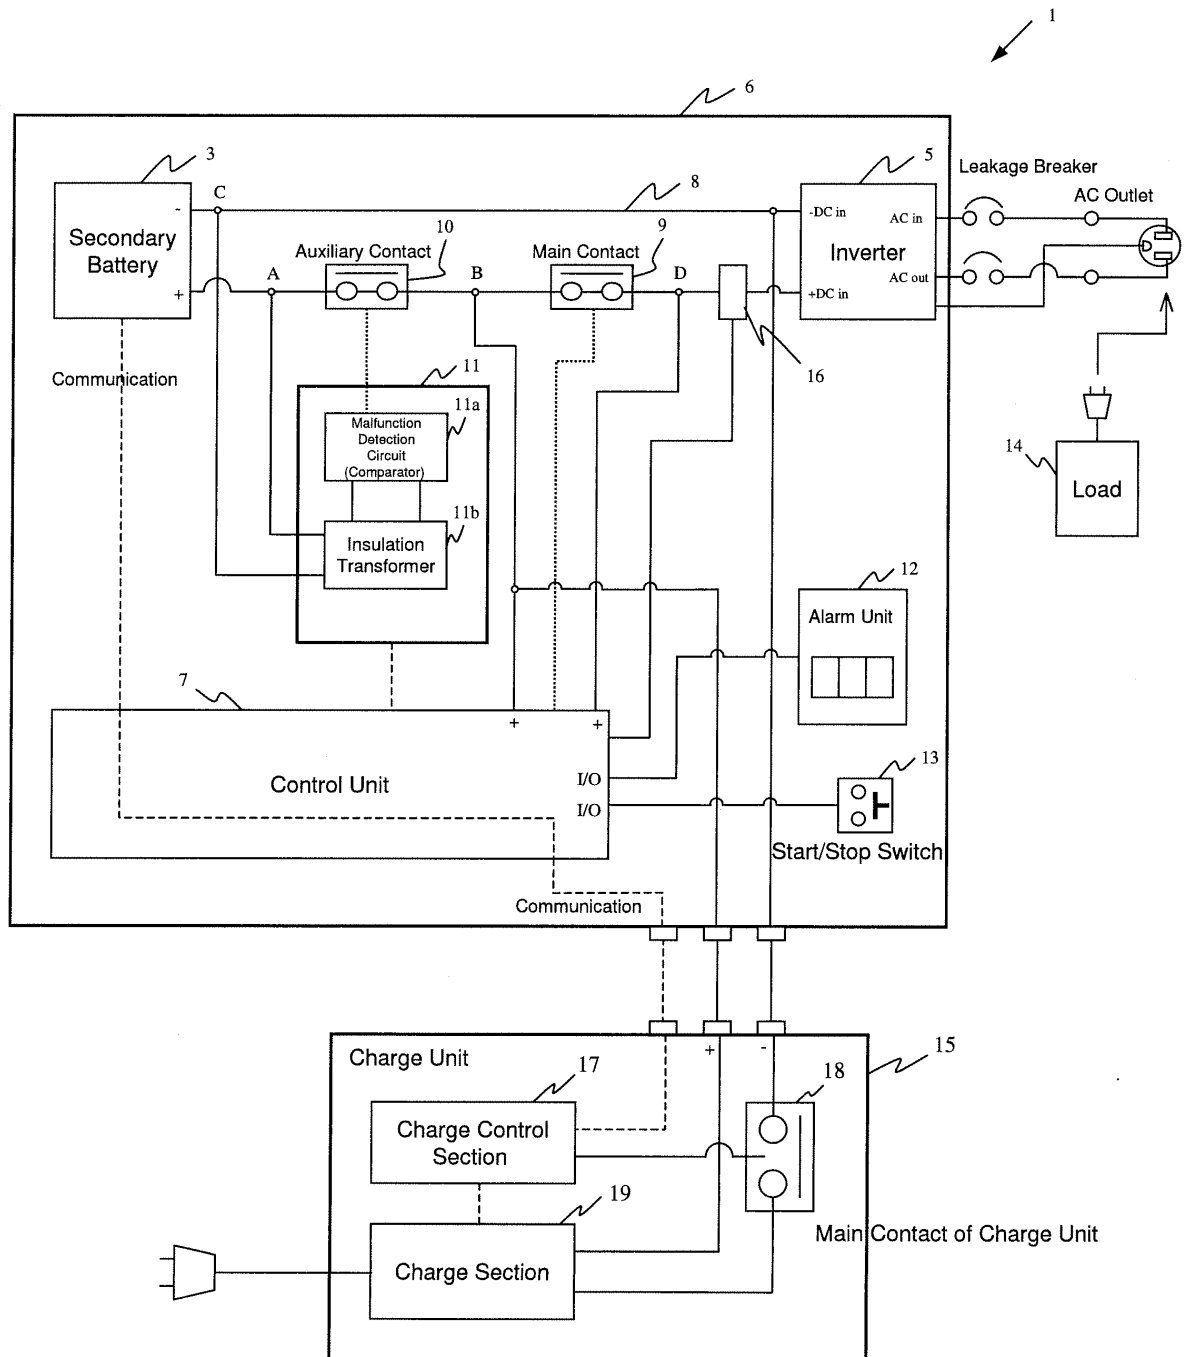 1
6
3
C
8
5
Leakage Breaker
AC Outlet
-
-DC in
AC in
Secondary
Battery
10
9
Auxiliary Contact
Main Contact
Inverter
A
B
D
+
+DC in
AC out
16
Communication
11
11a
Malfunction
Detection
Circuit
(Comparator)
14
Load
11b
Insulation
Transformer
12
Alarm Unit
7
+
+
Control Unit
I/O
I/O
13
Start/Stop Switch
Communication
Charge Unit
+
-
15
17
18
Charge Control
Section
19
Main Contact of Charge Unit
Charge Section